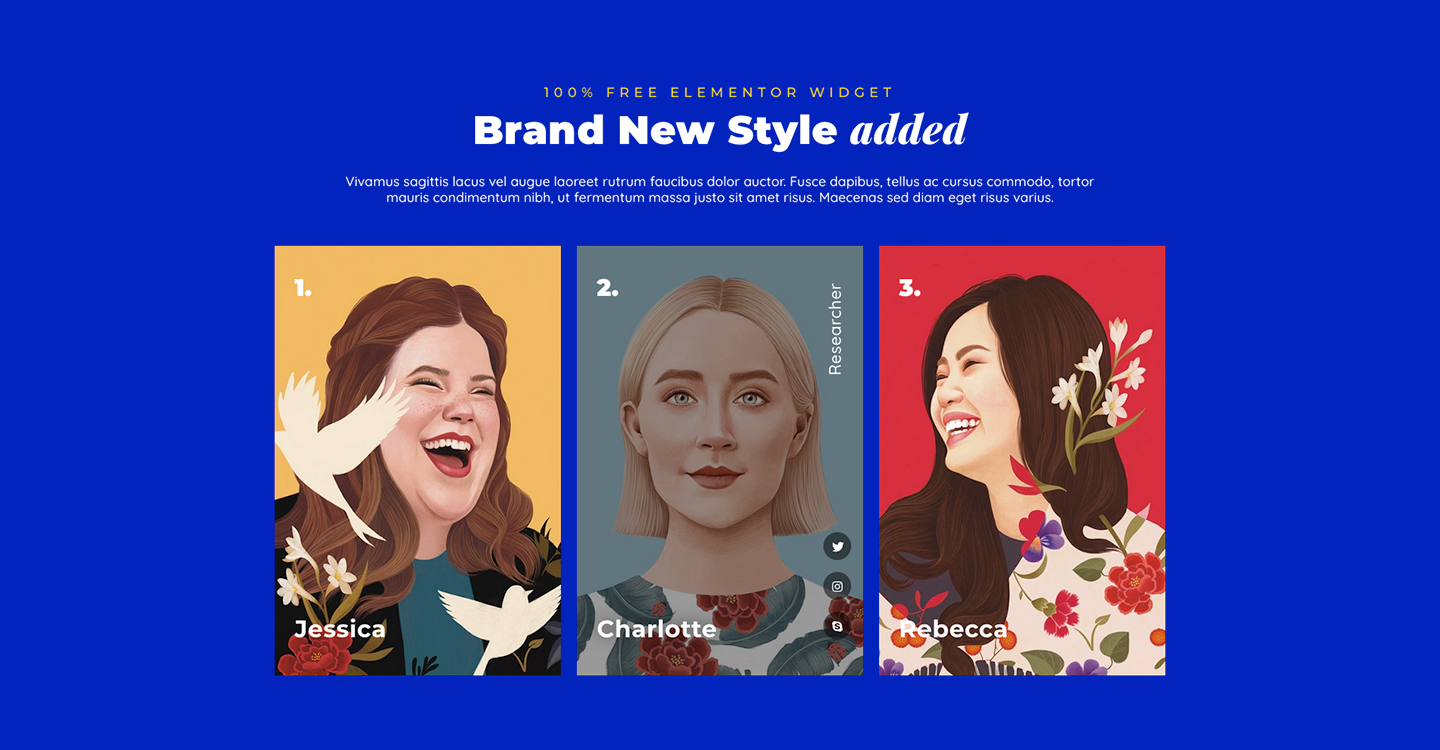 100% FREE ELEMENTOR WIDGET
Brand New Style added
Vivamus sagittis lacus vel augue laoreet rutrum faucibus dolor auctor. Fusce dapibus, tellus ac cursus commodo, tortor
mauris condimentum nibh, ut fermentum massa justo sit amet risus. Maecenas sed diam eget risus varius.
1.
Jessica
2.
Researcher
Charlotte
3.
Rebecca